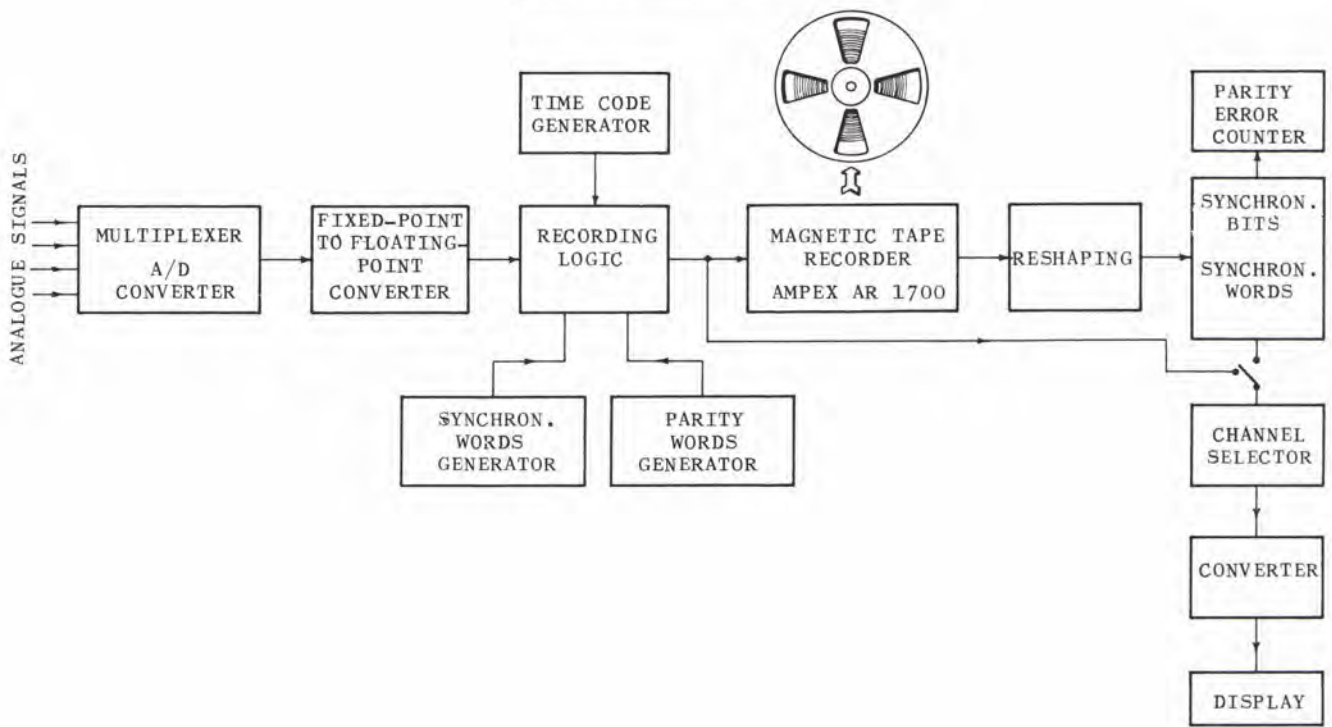 ANALOGUE SIGNALS
MULTIPLEXER
A/D
CONVERTER
FIXED-POINT
TO FLOATING-
POINT
CONVERTER
TIME CODE
GENERATOR
RECORDING
LOGIC
SYNCHRON.
WORDS
GENERATOR
PARITY
WORDS
GENERATOR
MAGNETIC TAPE
RECORDER
AMPEX AR 1700
RESHAPING
PARITY
ERROR
COUNTER
SYNCHRON.
BITS
SYNCHRON.
WORDS
CHANNEL
SELECTOR
CONVERTER
DISPLAY